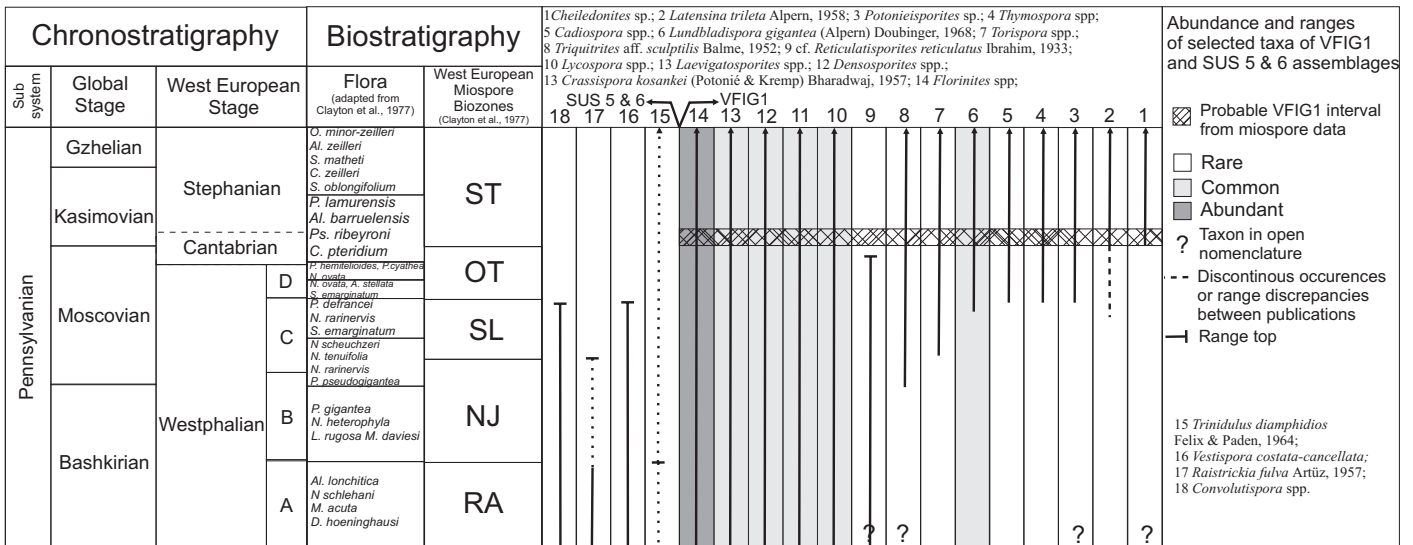 Chronostratigraphy
Biostratigraphy
1 Cheiledonites sp.; 2 Latensina trileta Alpern, 1958; 3 Potonieisporites sp.; 4 Thymospora spp;
5 Cadiospora spp.; 6 Lundbladispora gigantea (Alpern) Doubinger, 1968; 7 Torispora spp.;
8 Triquitrites aff. sculptilis Balme, 1952; 9 cf. Reticulatisporites reticulatus Ibrahim, 1933;
10 Lycospora spp.; 13 Laevigatosporites spp.; 12 Densosporites spp.;
13 Crassispora kosankei (Potonié & Kremp) Bharadwaj, 1957; 14 Florinites spp;
Sub
system
Global
Stage
West European
Stage
Flora
(adapted from
Clayton et al., 1977)
West European
Miospore
Biozones
(Clayton et al., 1977)
SUS 5 & 6
VFIG1
18 17 16 15 14 13 12 11 10 9 8 7 6 5 4 3 2 1
Pennsylvanian
Gzhelian
Kasimovian
Moscovian
Bashkirian
Stephanian
Cantabrian
Westphalian
D
C
B
A
O. minor-zeilleri
Al. zeilleri
S. matheti
C. zeilleri
S. oblongifolium
P. lamurensis
Al. barruelensis
Ps. ribeyroni
C. pteridium
P. hemitelioides, P.cyathea
N. ovata
N. ovata, A. stellata
S. emarginatum
P. defrancei
N. rarinervis
S. emarginatum
N scheuchzeri
N. tenuifolia
N. rarinervis
P. pseudogigantea
P. gigantea
N. heterophyla
L. rugosa M. daviesi
Al. lonchitica
N schlehani
M. acuta
D. hoeninghausi
ST
OT
SL
NJ
RA
? ? ? ?
Abundance and ranges
of selected taxa of VFIG1
and SUS 5 & 6 assemblages
Probable VFIG1 interval
from miospore data
Rare
Common
Abundant
? Taxon in open
nomenclature
Discontinous occurences
or range discrepancies
between publications
Range top
15 Trinidulus diamphidios
Felix & Paden, 1964;
16 Vestispora costata-cancellata;
17 Raistrickia fulva Artüz, 1957;
18 Convolutispora spp.